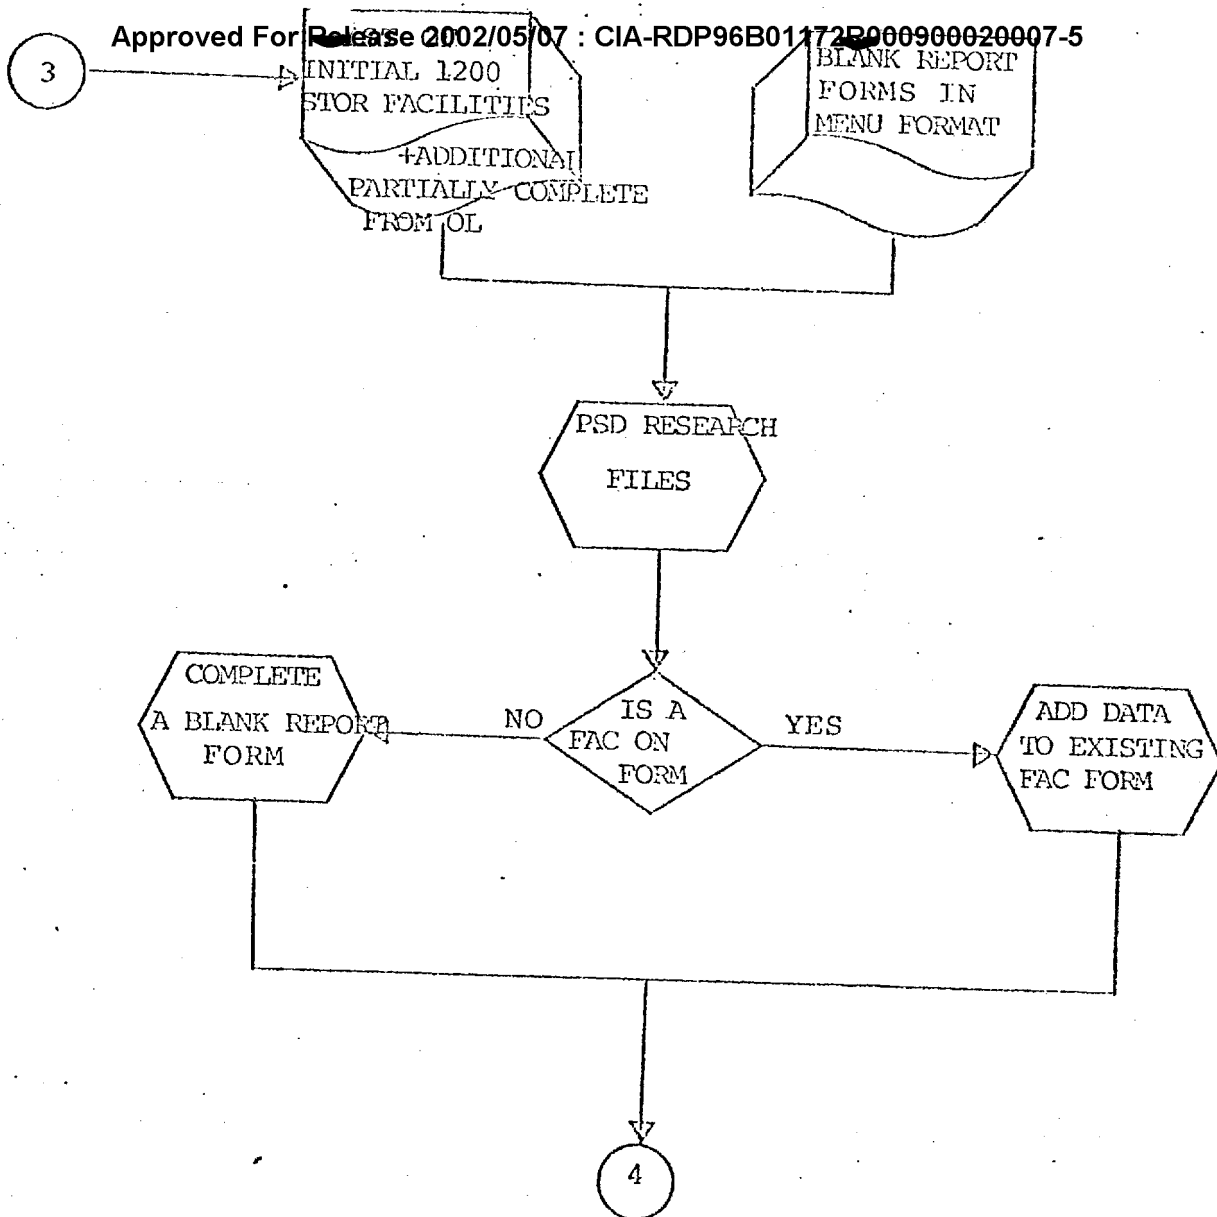 Approved For Release 2002/05/07 : CIA-RDP96B01172R000900020007-5
3
INITIAL 1200
STOR FACILITIES
+ADDITIONAL
PARTIALLY COMPLETE
FROM OL
BLANK REPORT
FORMS IN
MENU FORMAT
PSD RESEARCH
FILES
COMPLETE
A BLANK REPORT
FORM
NO
IS A
FAC ON
FORM
YES
ADD DATA
TO EXISTING
FAC FORM
4